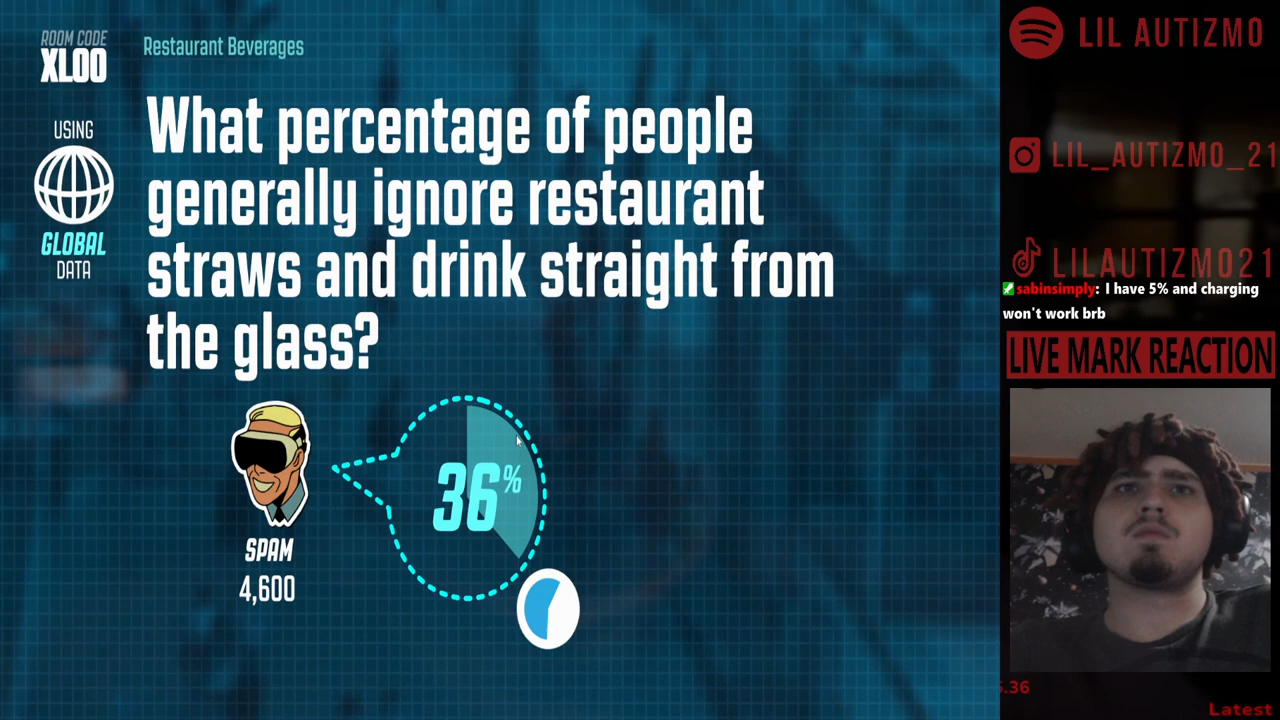 ROOM CODE
XLOO
Restaurant Beverages
USING
GLOBAL
DATA
What percentage of people
generally ignore restaurant
straws and drink straight from
the glass?
36%
SPAM
4,600
LIL AUTIZMO
LIL_AUTIZMO_21
LILAUTIZMO21
sabinsimply: I have 5% and charging
won't work brb
LIVE MARK REACTION
.36
Latest